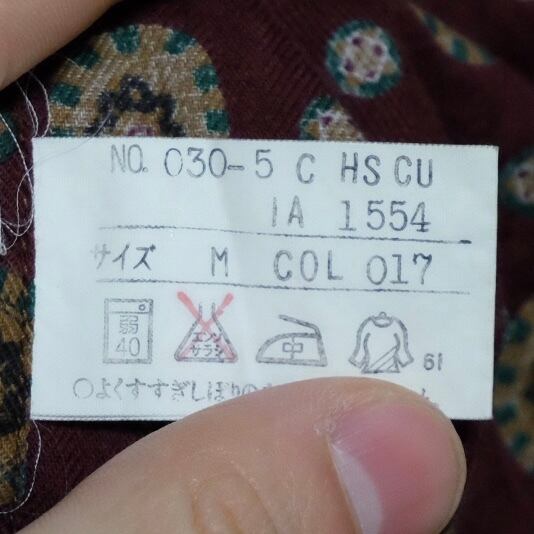 NO. 030-5 C HS CU
IA 1554
サイズ M COL 017
弱 40 エンソ サラシ 中 61
○よくすすぎしぼりの